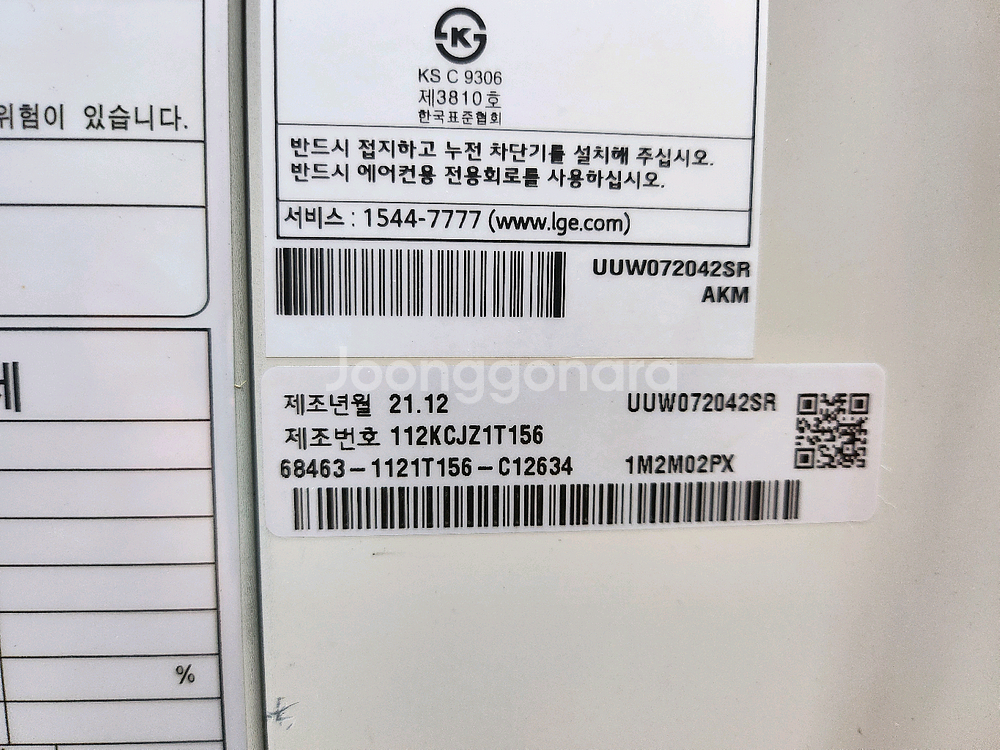 위험이 있습니다.
%
K
KS C 9306
제3810호
한국표준협회
반드시 접지하고 누전 차단기를 설치해 주십시오.
반드시 에어컨용 전용회로를 사용하십시오.
서비스 : 1544-7777 (www.lge.com)
UUW072042SR
AKM
Joonggonara
제조년월 21.12
UUW072042SR
제조번호 112KCJZ1T156
68463-1121T156-C12634
1M2M02PX